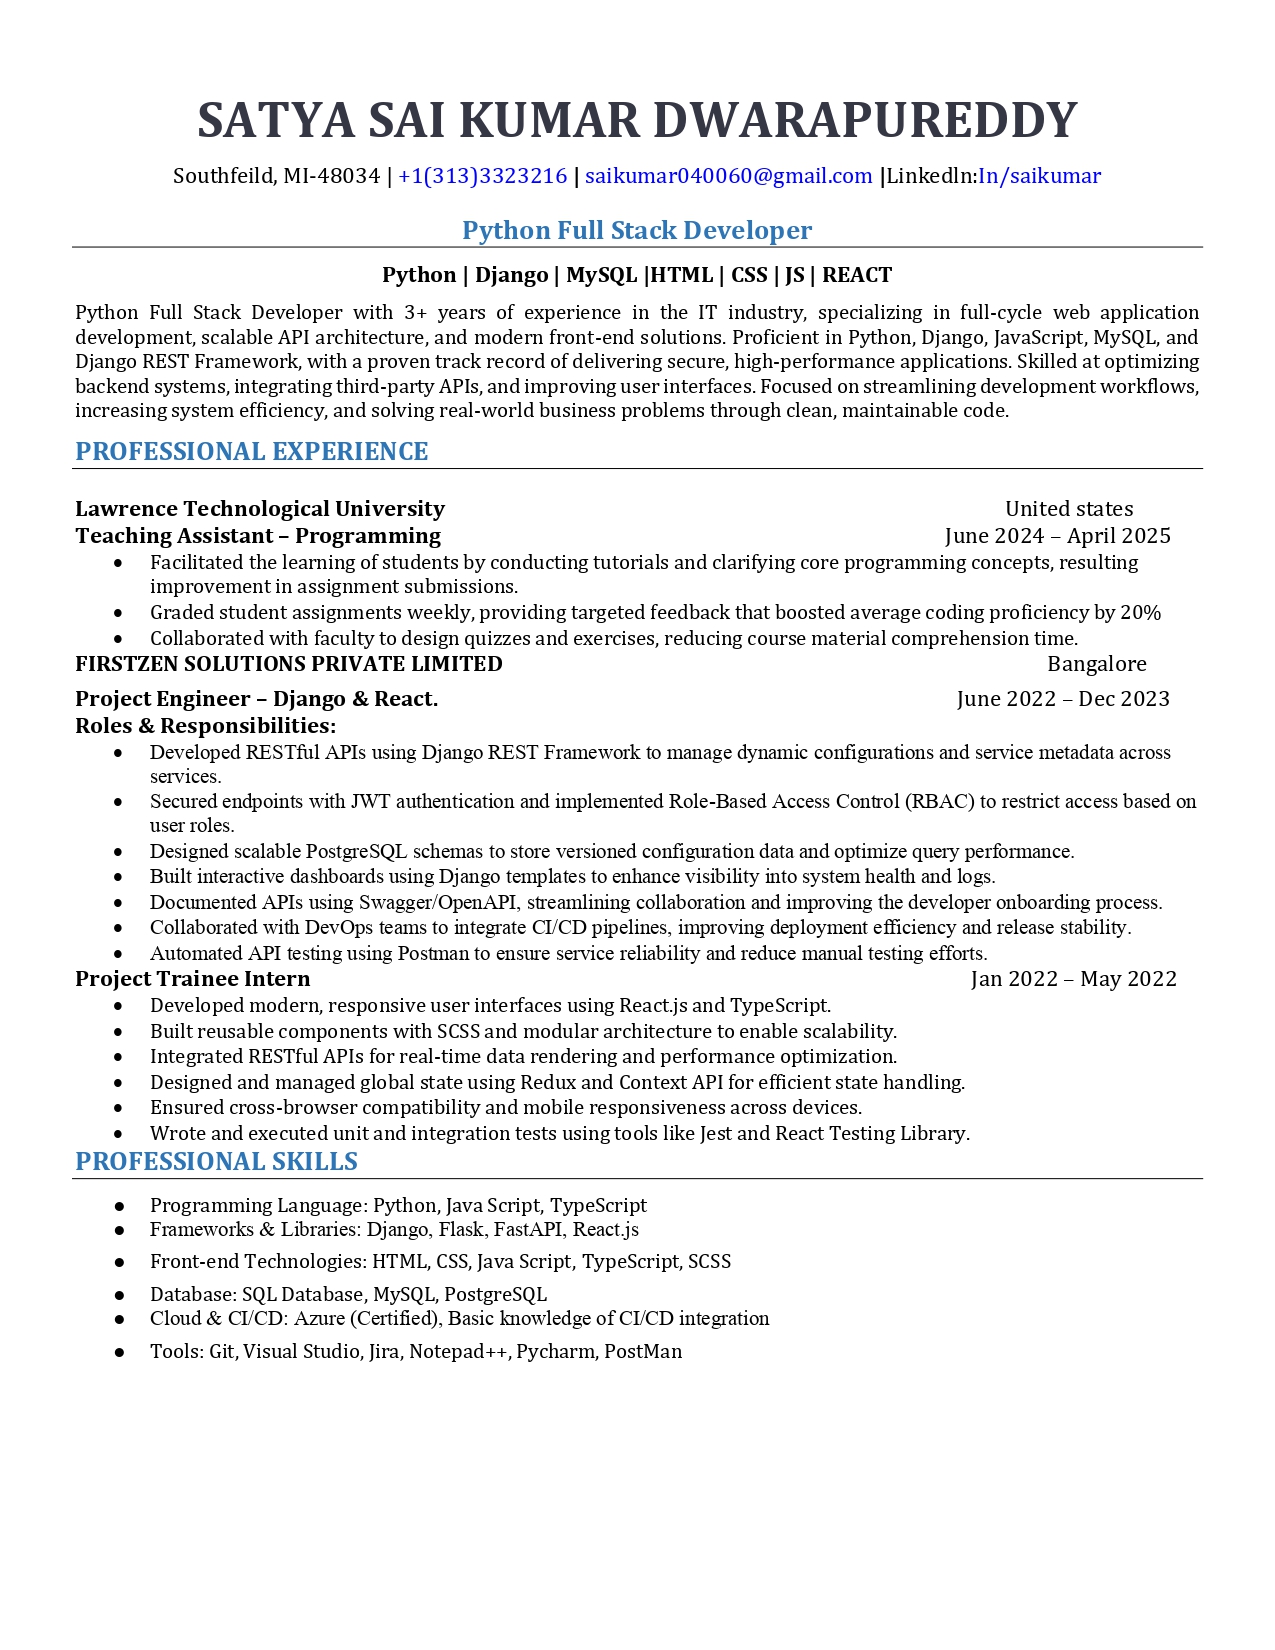 SATYA SAI KUMAR DWARAPUREDDY
Southfeild, MI-48034 | +1(313)3323216 | saikumar040060@gmail.com |Linkedln:In/saikumar
Python Full Stack Developer
Python | Django | MySQL |HTML | CSS | JS | REACT
Python Full Stack Developer with 3+ years of experience in the IT industry, specializing in full-cycle web application
development, scalable API architecture, and modern front-end solutions. Proficient in Python, Django, JavaScript, MySQL, and
Django REST Framework, with a proven track record of delivering secure, high-performance applications. Skilled at optimizing
backend systems, integrating third-party APIs, and improving user interfaces. Focused on streamlining development workflows,
increasing system efficiency, and solving real-world business problems through clean, maintainable code.
PROFESSIONAL EXPERIENCE
Lawrence Technological University United states
Teaching Assistant – Programming June 2024 – April 2025
● Facilitated the learning of students by conducting tutorials and clarifying core programming concepts, resulting
improvement in assignment submissions.
● Graded student assignments weekly, providing targeted feedback that boosted average coding proficiency by 20%
● Collaborated with faculty to design quizzes and exercises, reducing course material comprehension time.
FIRSTZEN SOLUTIONS PRIVATE LIMITED Bangalore
Project Engineer – Django & React. June 2022 – Dec 2023
Roles & Responsibilities:
● Developed RESTful APIs using Django REST Framework to manage dynamic configurations and service metadata across
services.
● Secured endpoints with JWT authentication and implemented Role-Based Access Control (RBAC) to restrict access based on
user roles.
● Designed scalable PostgreSQL schemas to store versioned configuration data and optimize query performance.
● Built interactive dashboards using Django templates to enhance visibility into system health and logs.
● Documented APIs using Swagger/OpenAPI, streamlining collaboration and improving the developer onboarding process.
● Collaborated with DevOps teams to integrate CI/CD pipelines, improving deployment efficiency and release stability.
● Automated API testing using Postman to ensure service reliability and reduce manual testing efforts.
Project Trainee Intern Jan 2022 – May 2022
● Developed modern, responsive user interfaces using React.js and TypeScript.
● Built reusable components with SCSS and modular architecture to enable scalability.
● Integrated RESTful APIs for real-time data rendering and performance optimization.
● Designed and managed global state using Redux and Context API for efficient state handling.
● Ensured cross-browser compatibility and mobile responsiveness across devices.
● Wrote and executed unit and integration tests using tools like Jest and React Testing Library.
PROFESSIONAL SKILLS
● Programming Language: Python, Java Script, TypeScript
● Frameworks & Libraries: Django, Flask, FastAPI, React.js
● Front-end Technologies: HTML, CSS, Java Script, TypeScript, SCSS
● Database: SQL Database, MySQL, PostgreSQL
● Cloud & CI/CD: Azure (Certified), Basic knowledge of CI/CD integration
● Tools: Git, Visual Studio, Jira, Notepad++, Pycharm, PostMan